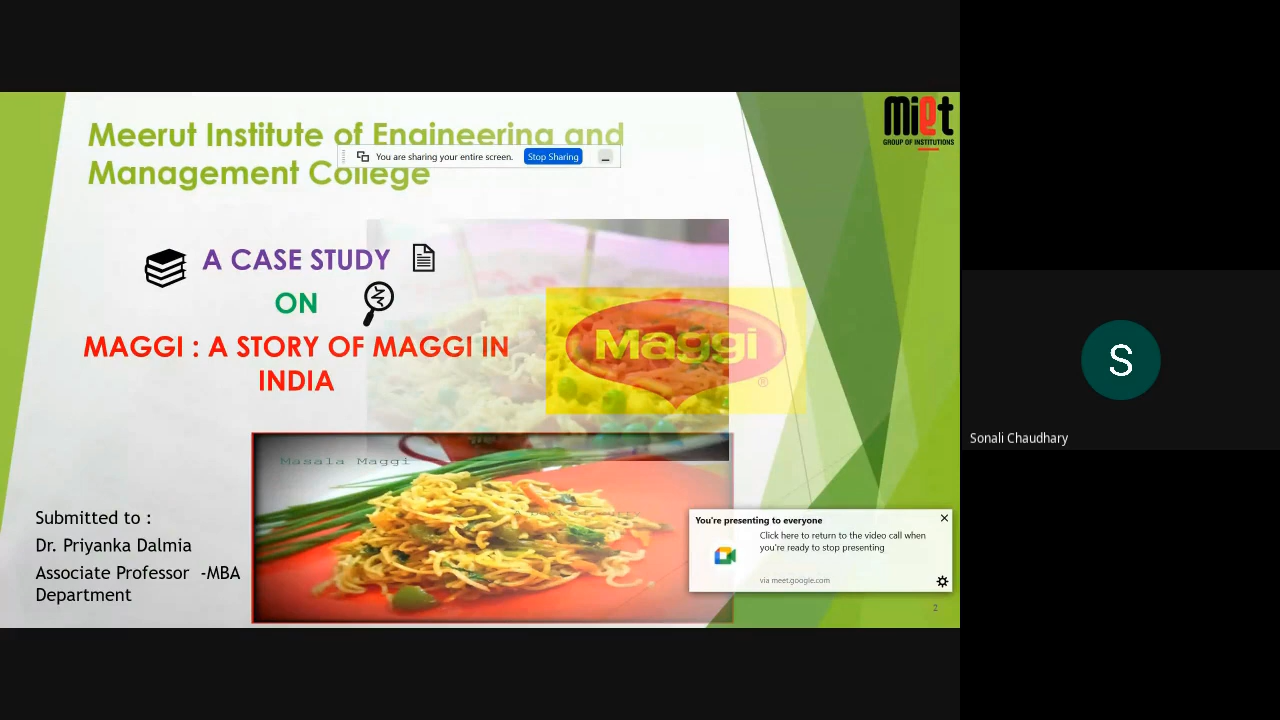 Meerut Institute of Engineering and
Management College
You are sharing your entire screen.
Stop Sharing
miet
GROUP OF INSTITUTIONS
A CASE STUDY
ON
MAGGI : A STORY OF MAGGI IN
INDIA
Maggi
®
Masala Maggi
Submitted to :
Dr. Priyanka Dalmia
Associate Professor -MBA
Department
You're presenting to everyone
Click here to return to the video call when
you're ready to stop presenting
via meet.google.com
2
S
Sonali Chaudhary